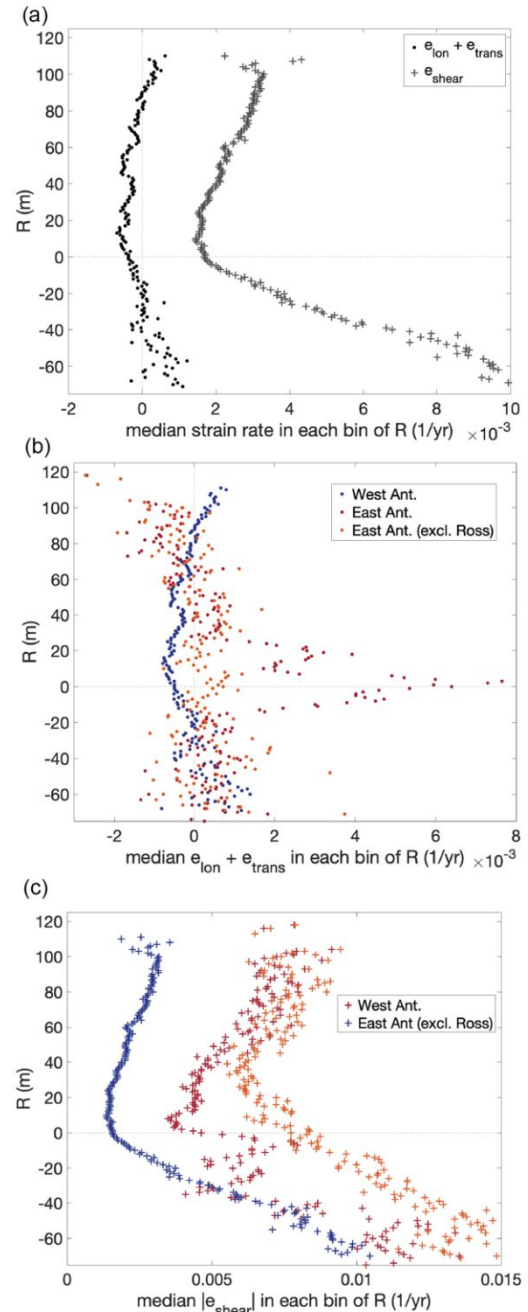 (a)
e_lon + e_trans
e_shear
R (m)
100
80
60
40
20
0
-20
-40
-60
-2 0 2 4 6 8 10
median strain rate in each bin of R (1/yr) ×10⁻³
(b)
West Ant.
East Ant.
East Ant. (excl. Ross)
R (m)
120
100
80
60
40
20
0
-20
-40
-60
-2 0 2 4 6 8
median e_lon + e_trans in each bin of R (1/yr) ×10⁻³
(c)
West Ant.
East Ant (excl. Ross)
R (m)
120
100
80
60
40
20
0
-20
-40
-60
0 0.005 0.01 0.015
median |e_shear| in each bin of R (1/yr)